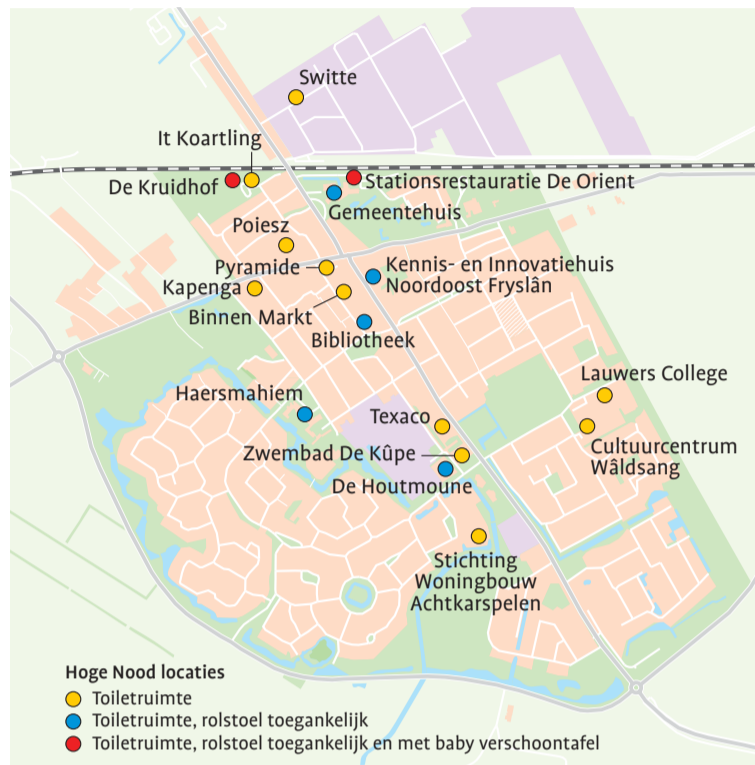 Switte
It Koartling
De Kruidhof
Stationsrestauratie De Orient
Gemeentehuis
Poiesz
Pyramide
Kennis- en Innovatiehuis
Noordoost Fryslân
Kapenga
Binnen Markt
Bibliotheek
Lauwers College
Haersmahiem
Texaco
Cultuurcentrum
Wâldsang
Zwembad De Kûpe
De Houtmoune
Stichting
Woningbouw
Achtkarspelen
Hoge Nood locaties
Toiletruimte
Toiletruimte, rolstoel toegankelijk
Toiletruimte, rolstoel toegankelijk en met baby verschoontafel